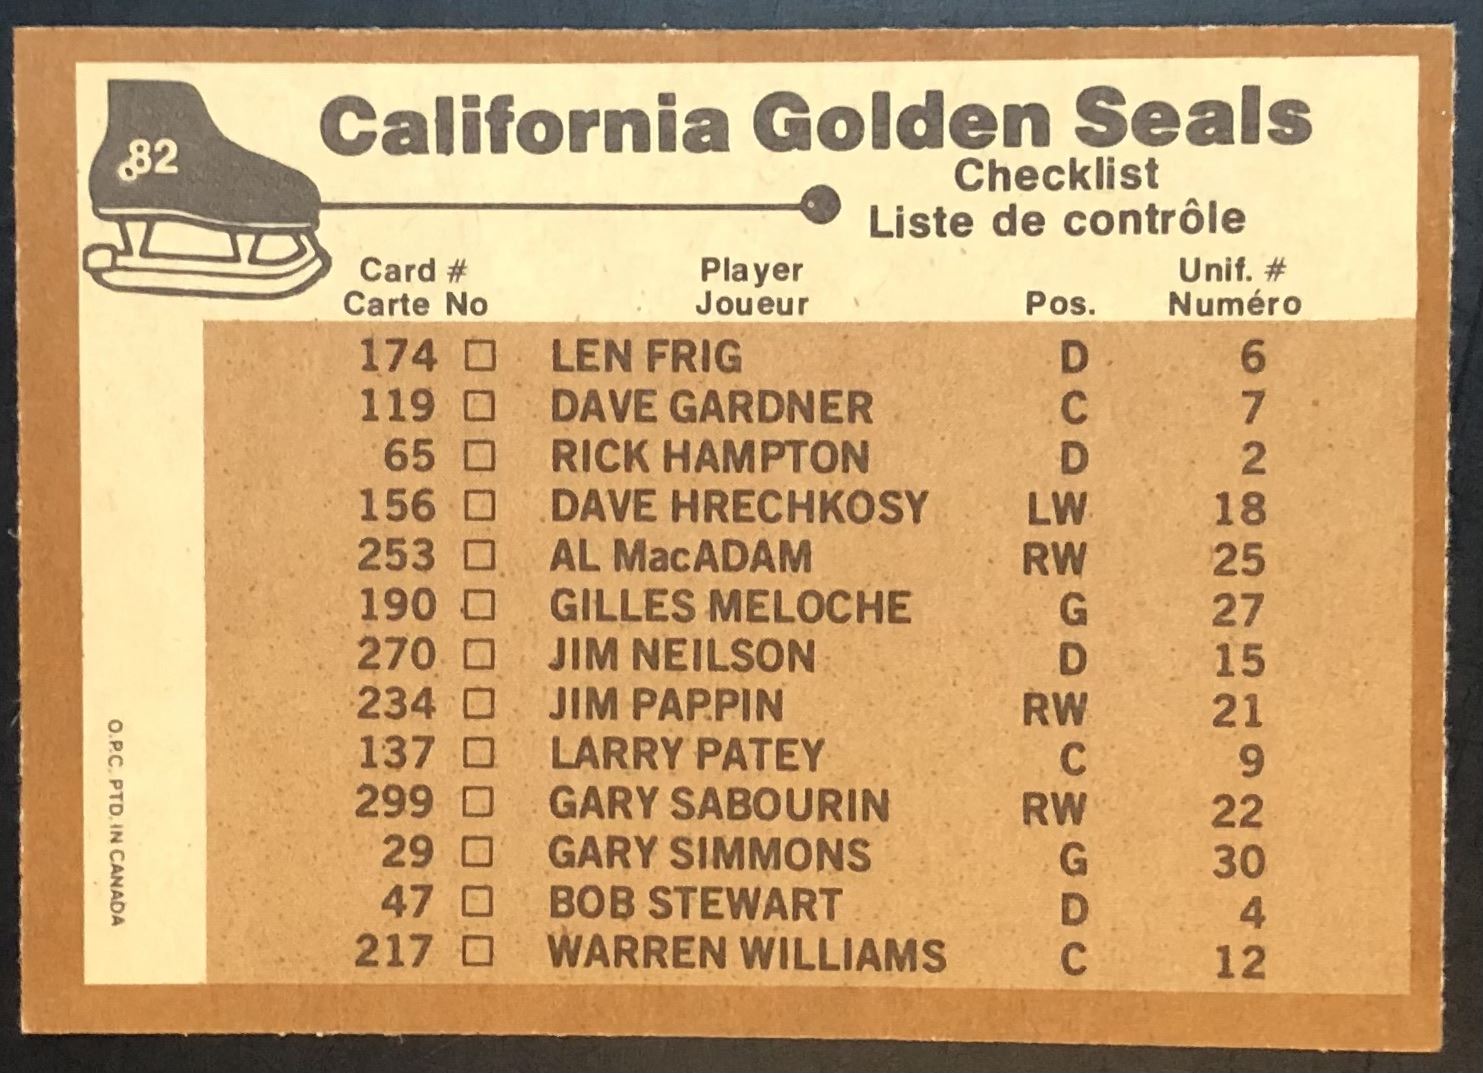 82
California Golden Seals
Checklist
Liste de contrôle
Card # Player Unif. #
Carte No Joueur Pos. Numéro
174 □ LEN FRIG D 6
119 □ DAVE GARDNER C 7
65 □ RICK HAMPTON D 2
156 □ DAVE HRECHKOSY LW 18
253 □ AL MacADAM RW 25
190 □ GILLES MELOCHE G 27
270 □ JIM NEILSON D 15
234 □ JIM PAPPIN RW 21
137 □ LARRY PATEY C 9
299 □ GARY SABOURIN RW 22
29 □ GARY SIMMONS G 30
47 □ BOB STEWART D 4
217 □ WARREN WILLIAMS C 12
O.P.C. PTD. IN CANADA